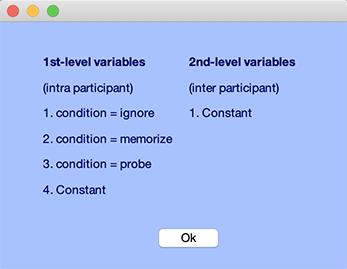 1st-level variables
(intra participant)
1. condition = ignore
2. condition = memorize
3. condition = probe
4. Constant
2nd-level variables
(inter participant)
1. Constant
Ok